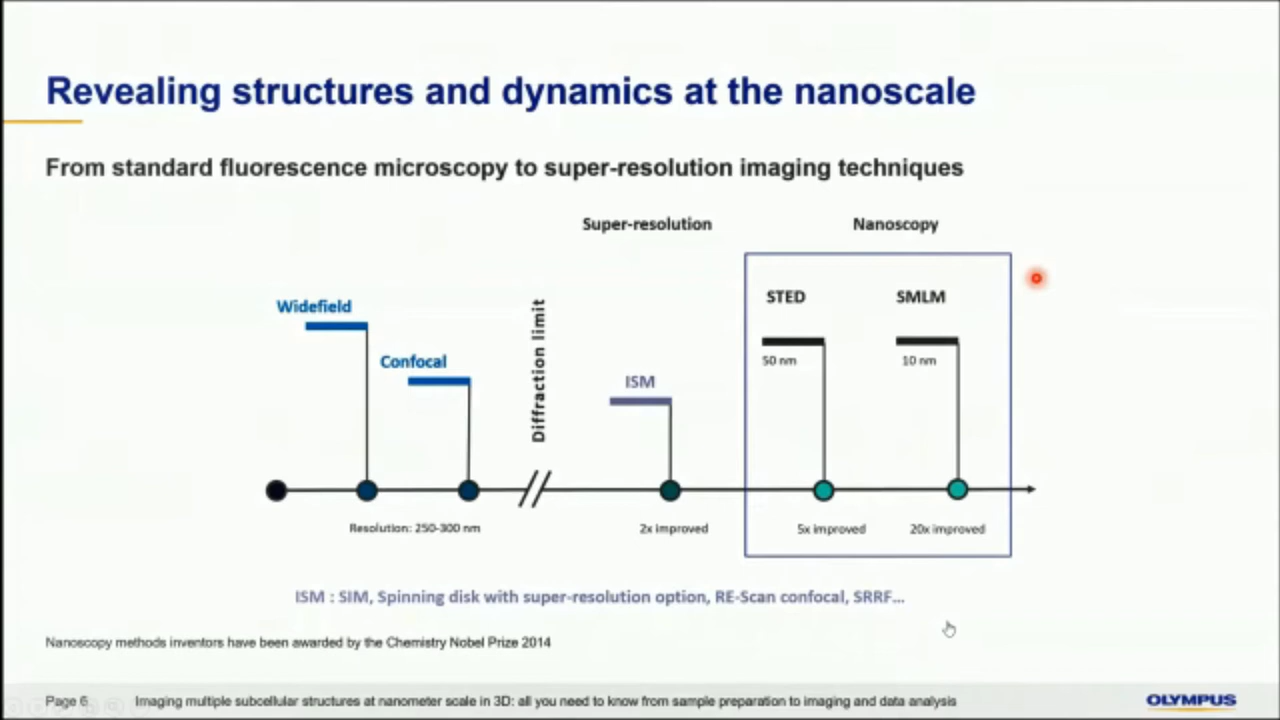 Revealing structures and dynamics at the nanoscale
From standard fluorescence microscopy to super-resolution imaging techniques
Super-resolution
Nanoscopy
STED
SMLM
Widefield
Diffraction limit
50 nm
10 nm
Confocal
ISM
Resolution: 250-300 nm
2x improved
5x improved
20x improved
ISM : SIM, Spinning disk with super-resolution option, RE-Scan confocal, SRRF...
Nanoscopy methods inventors have been awarded by the Chemistry Nobel Prize 2014
Page 6
Imaging multiple subcellular structures at nanometer scale in 3D: all you need to know from sample preparation to imaging and data analysis
OLYMPUS